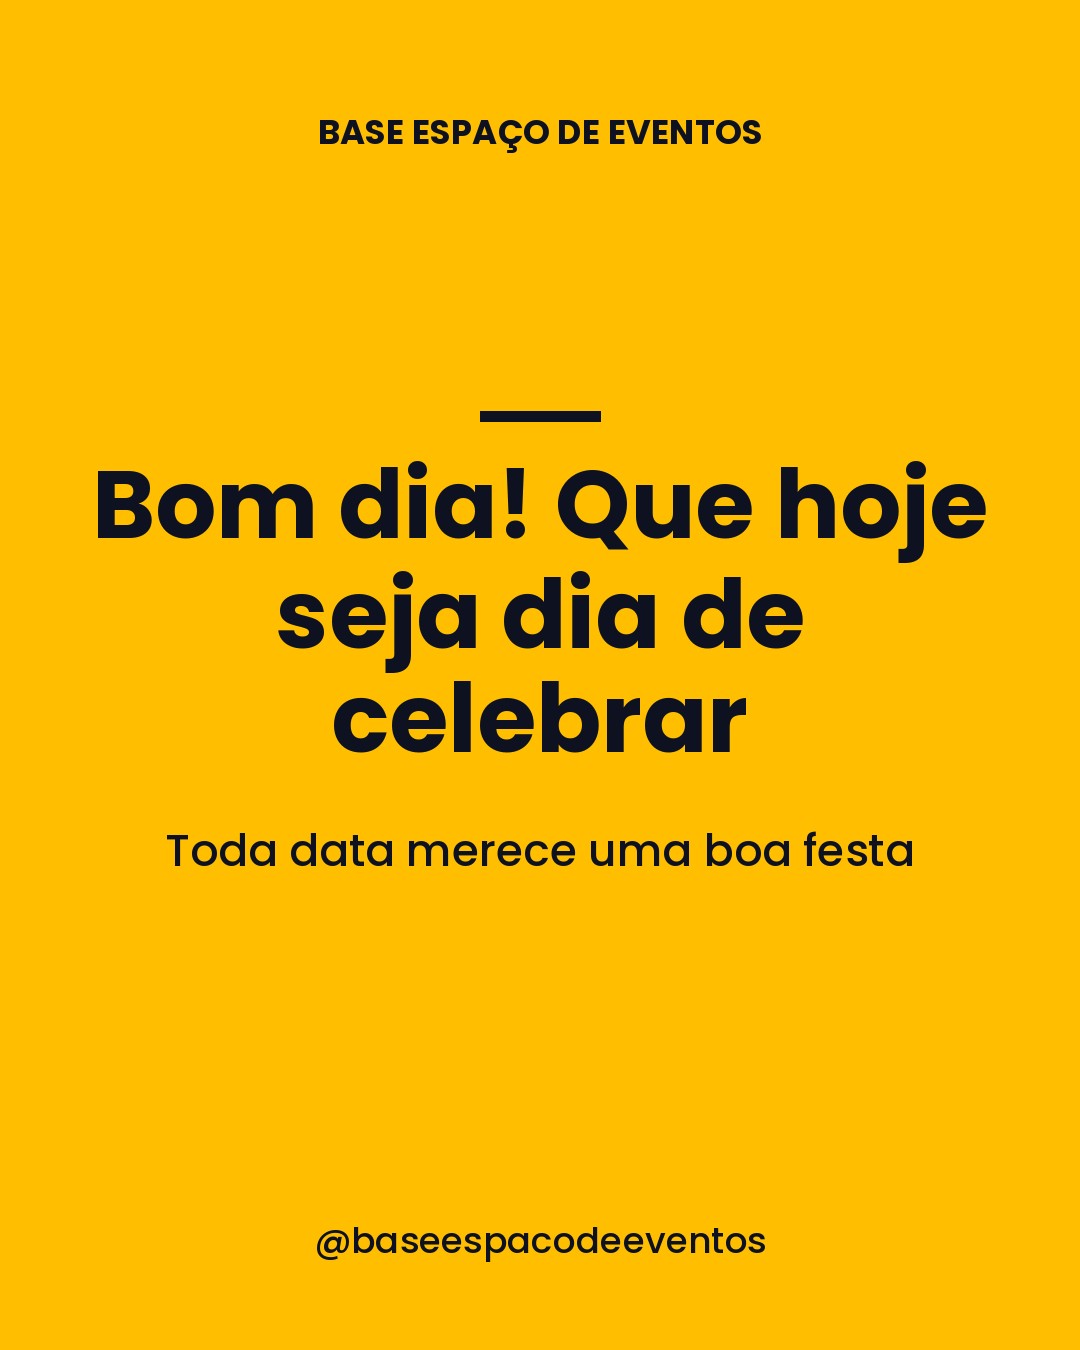 BASE ESPAÇO DE EVENTOS
Bom dia! Que hoje
seja dia de
celebrar
Toda data merece uma boa festa
@baseespacodeeventos